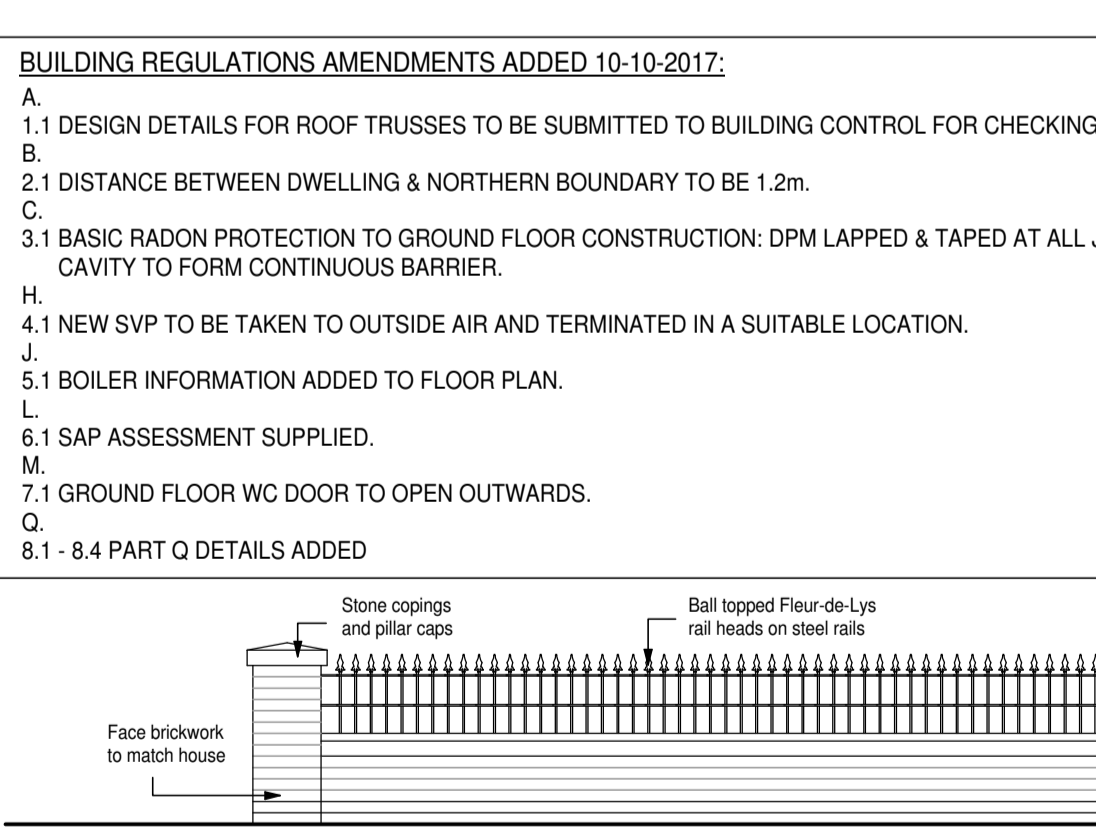 BUILDING REGULATIONS AMENDMENTS ADDED 10-10-2017:
A.
1.1 DESIGN DETAILS FOR ROOF TRUSSES TO BE SUBMITTED TO BUILDING CONTROL FOR CHECKING
B.
2.1 DISTANCE BETWEEN DWELLING & NORTHERN BOUNDARY TO BE 1.2m.
C.
3.1 BASIC RADON PROTECTION TO GROUND FLOOR CONSTRUCTION: DPM LAPPED & TAPED AT ALL
CAVITY TO FORM CONTINUOUS BARRIER.
H.
4.1 NEW SVP TO BE TAKEN TO OUTSIDE AIR AND TERMINATED IN A SUITABLE LOCATION.
J.
5.1 BOILER INFORMATION ADDED TO FLOOR PLAN.
L.
6.1 SAP ASSESSMENT SUPPLIED.
M.
7.1 GROUND FLOOR WC DOOR TO OPEN OUTWARDS.
Q.
8.1 - 8.4 PART Q DETAILS ADDED
Stone copings
and pillar caps
Ball topped Fleur-de-Lys
rail heads on steel rails
Face brickwork
to match house